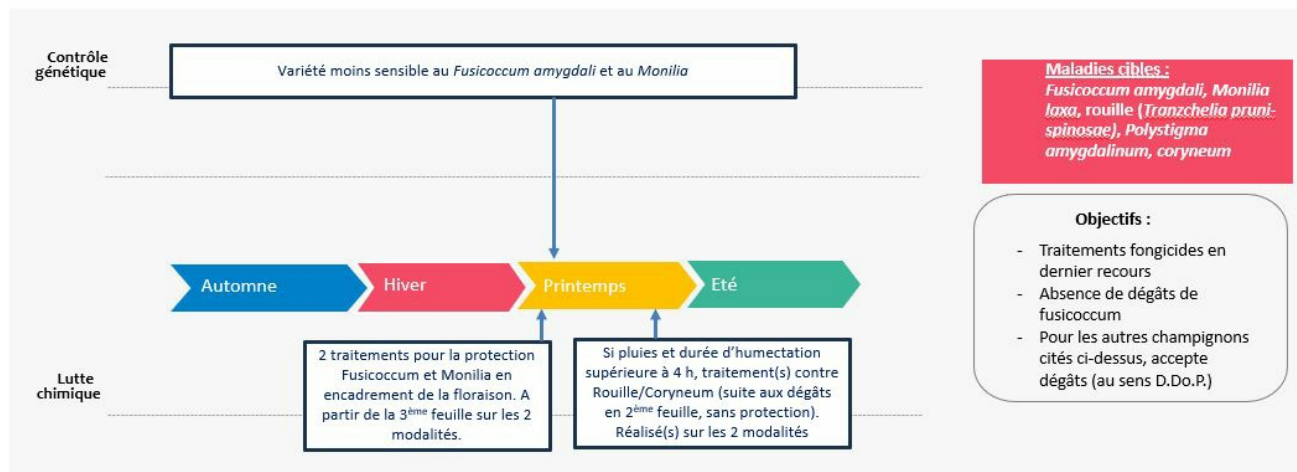 Contrôle
génétique
Variété moins sensible au Fusicoccum amygdali et au Monilia
Maladies cibles :
Fusicoccum amygdali, Monilia
laxa, rouille (Tranzchelia pruni-
spinosae), Polystigma
amygdalinum, coryneum
Objectifs :
- Traitements fongicides en
dernier recours
- Absence de dégâts de
fusicoccum
- Pour les autres champignons
cités ci-dessus, accepte
dégâts (au sens D.Do.P.)
Automne
Hiver
Printemps
Eté
Lutte
chimique
2 traitements pour la protection
Fusicoccum et Monilia en
encadrement de la floraison. A
partir de la 3ème feuille sur les 2
modalités.
Si pluies et durée d’humectation
supérieure à 4 h, traitement(s) contre
Rouille/Coryneum (suite aux dégâts
en 2ème feuille, sans protection).
Réalisé(s) sur les 2 modalités